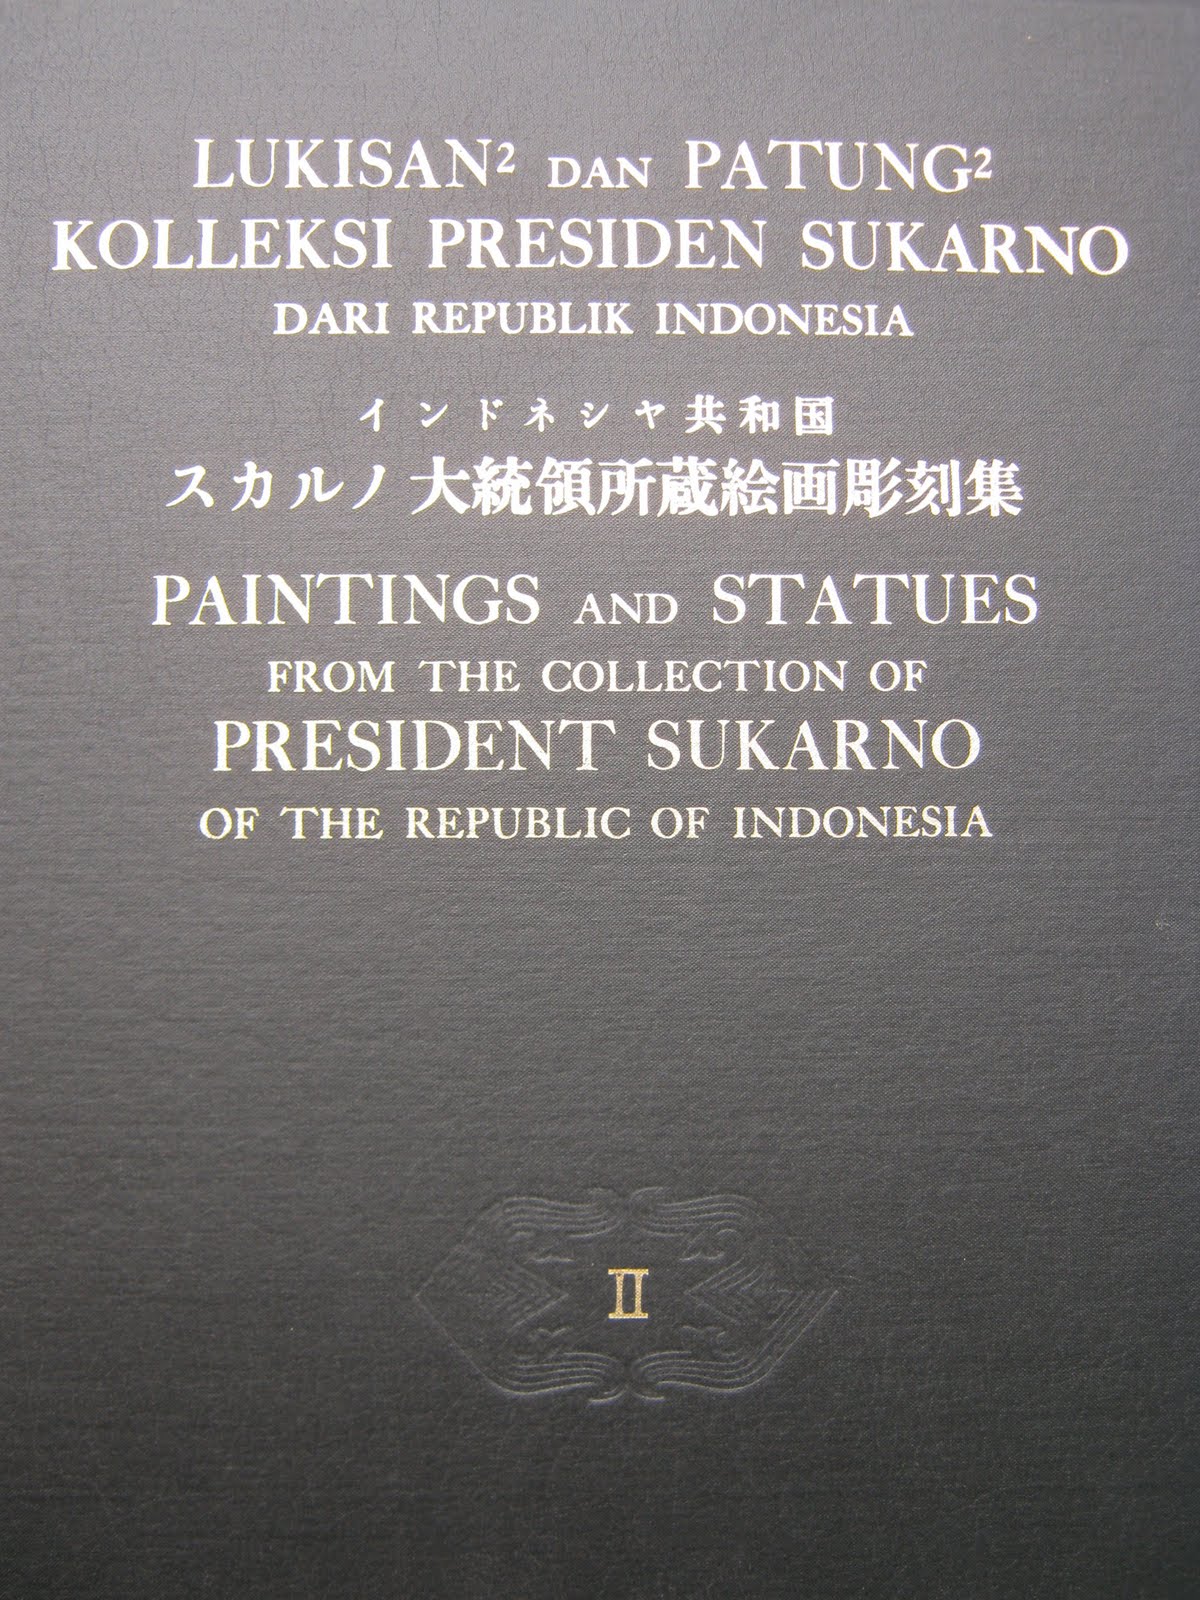 LUKISAN² DAN PATUNG²
KOLLEKSI PRESIDEN SUKARNO
DARI REPUBLIK INDONESIA
インドネシヤ共和国
スカルノ大統領所蔵絵画彫刻集
PAINTINGS AND STATUES
FROM THE COLLECTION OF
PRESIDENT SUKARNO
OF THE REPUBLIC OF INDONESIA
II